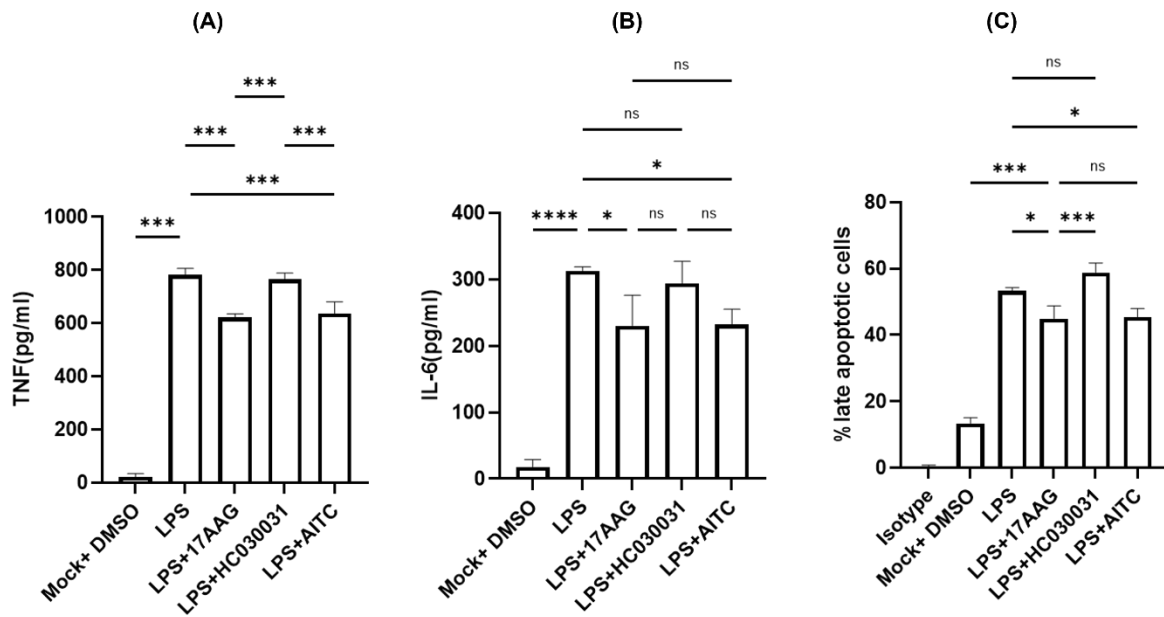 (A)
***
***
***
***
***
1000
800
600
400
200
0
TNF(pg/ml)
Mock+ DMSO
LPS
LPS+17AAG
LPS+HC030031
LPS+AITC
(B)
ns
ns
*
****
*
ns
ns
400
300
200
100
0
IL-6(pg/ml)
Mock+ DMSO
LPS
LPS+17AAG
LPS+HC030031
LPS+AITC
(C)
ns
*
***
ns
*
***
80
60
40
20
0
% late apoptotic cells
Isotype
Mock+ DMSO
LPS
LPS+17AAG
LPS+HC030031
LPS+AITC